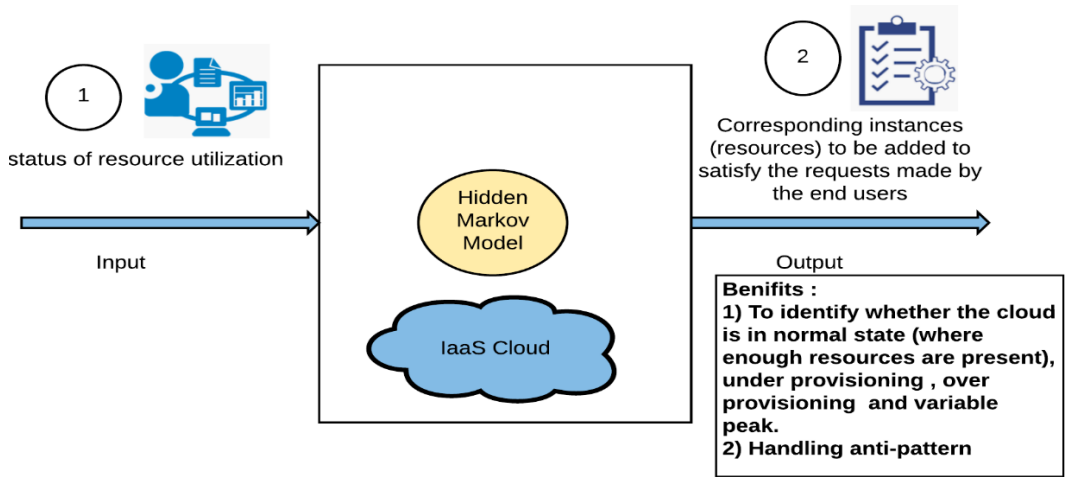 1
status of resource utilization
Input
Hidden
Markov
Model
IaaS Cloud
2
Corresponding instances
(resources) to be added to
satisfy the requests made by
the end users
Output
Benifits :
1) To identify whether the cloud
is in normal state (where
enough resources are present),
under provisioning , over
provisioning and variable
peak.
2) Handling anti-pattern